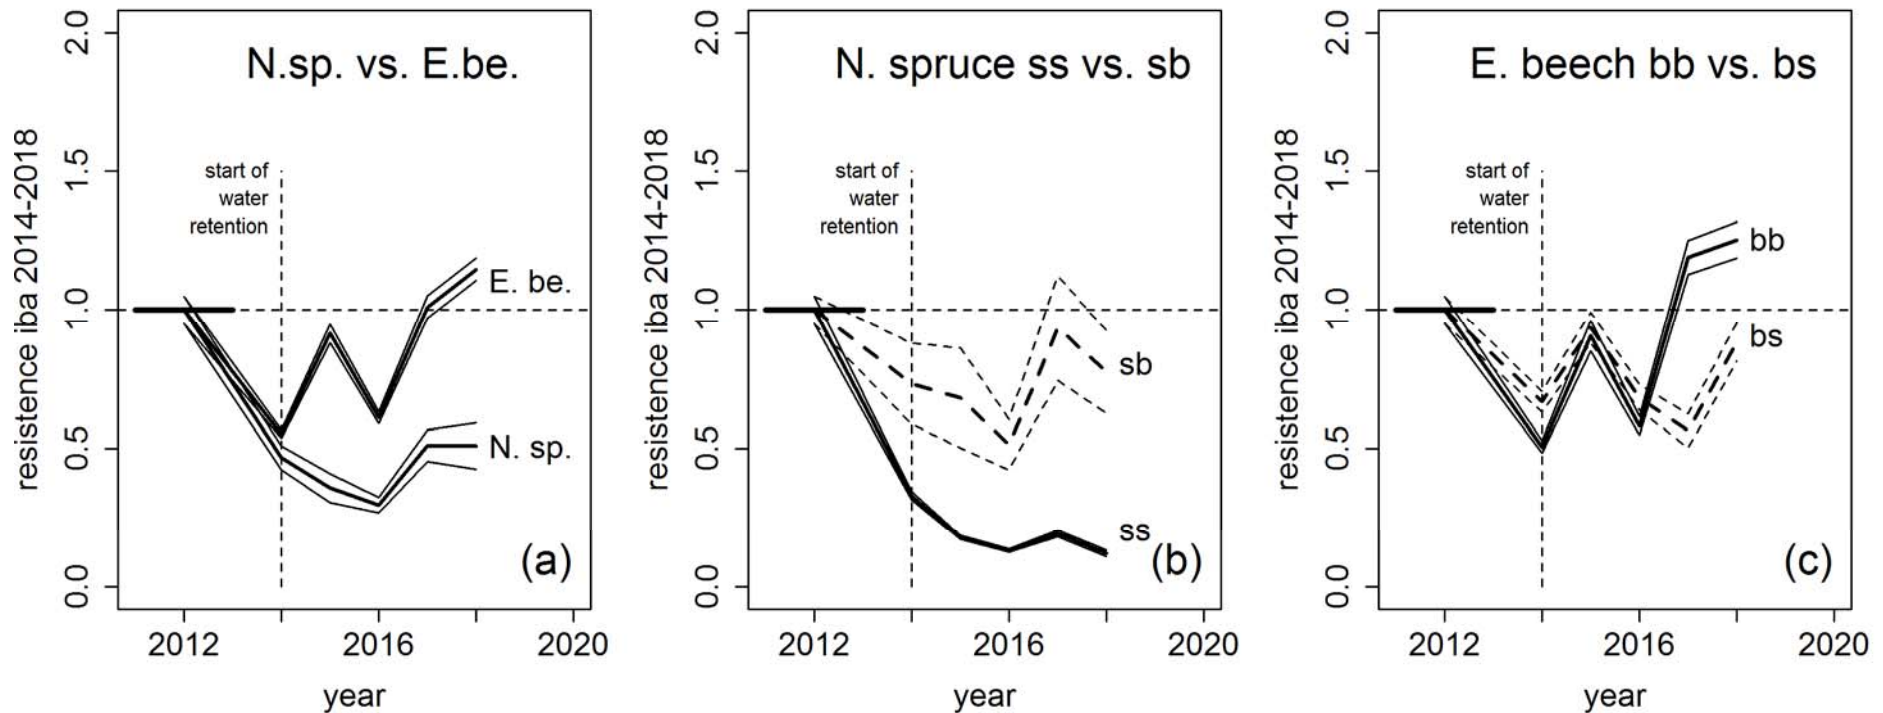 N.sp. vs. E.be.
resistence iba 2014-2018
2.0
1.5
1.0
0.5
0.0
start of
water
retention
E. be.
N. sp.
(a)
2012
2016
2020
year
N. spruce ss vs. sb
resistence iba 2014-2018
2.0
1.5
1.0
0.5
0.0
start of
water
retention
sb
ss
(b)
2012
2016
2020
year
E. beech bb vs. bs
resistence iba 2014-2018
2.0
1.5
1.0
0.5
0.0
start of
water
retention
bb
bs
(c)
2012
2016
2020
year